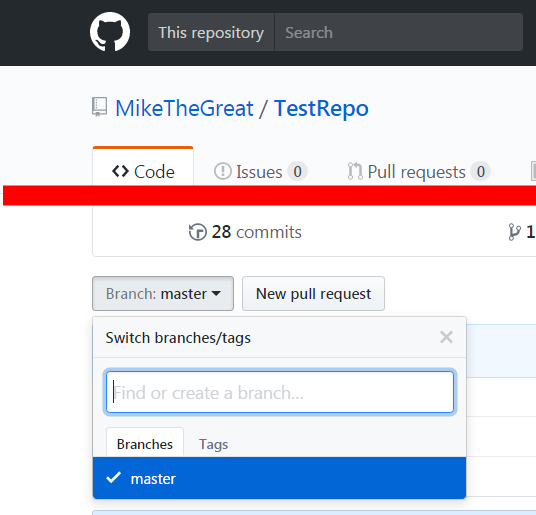 This repository Search
MikeTheGreat / TestRepo
Code Issues 0 Pull requests 0
28 commits 1
Branch: master New pull request
Switch branches/tags
Find or create a branch...
Branches Tags
master